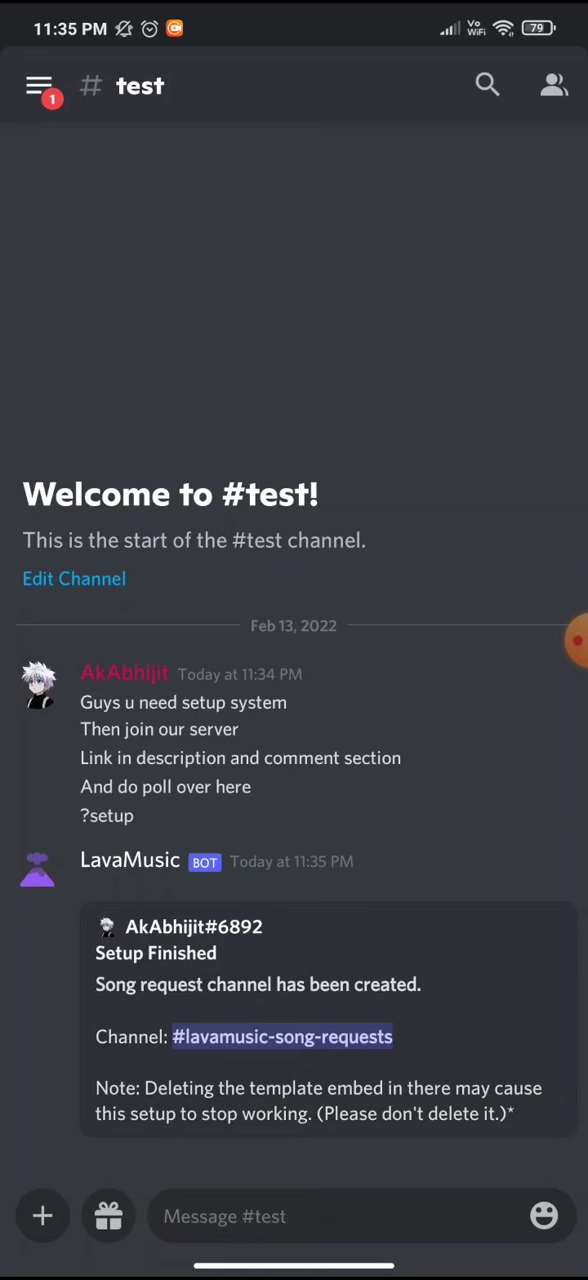 11:35 PM
Vo
WiFi
79
1
# test
Welcome to #test!
This is the start of the #test channel.
Edit Channel
Feb 13, 2022
AkAbhijit Today at 11:34 PM
Guys u need setup system
Then join our server
Link in description and comment section
And do poll over here
?setup
LavaMusic BOT Today at 11:35 PM
AkAbhijit#6892
Setup Finished
Song request channel has been created.
Channel: #lavamusic-song-requests
Note: Deleting the template embed in there may cause
this setup to stop working. (Please don't delete it.)*
Message #test